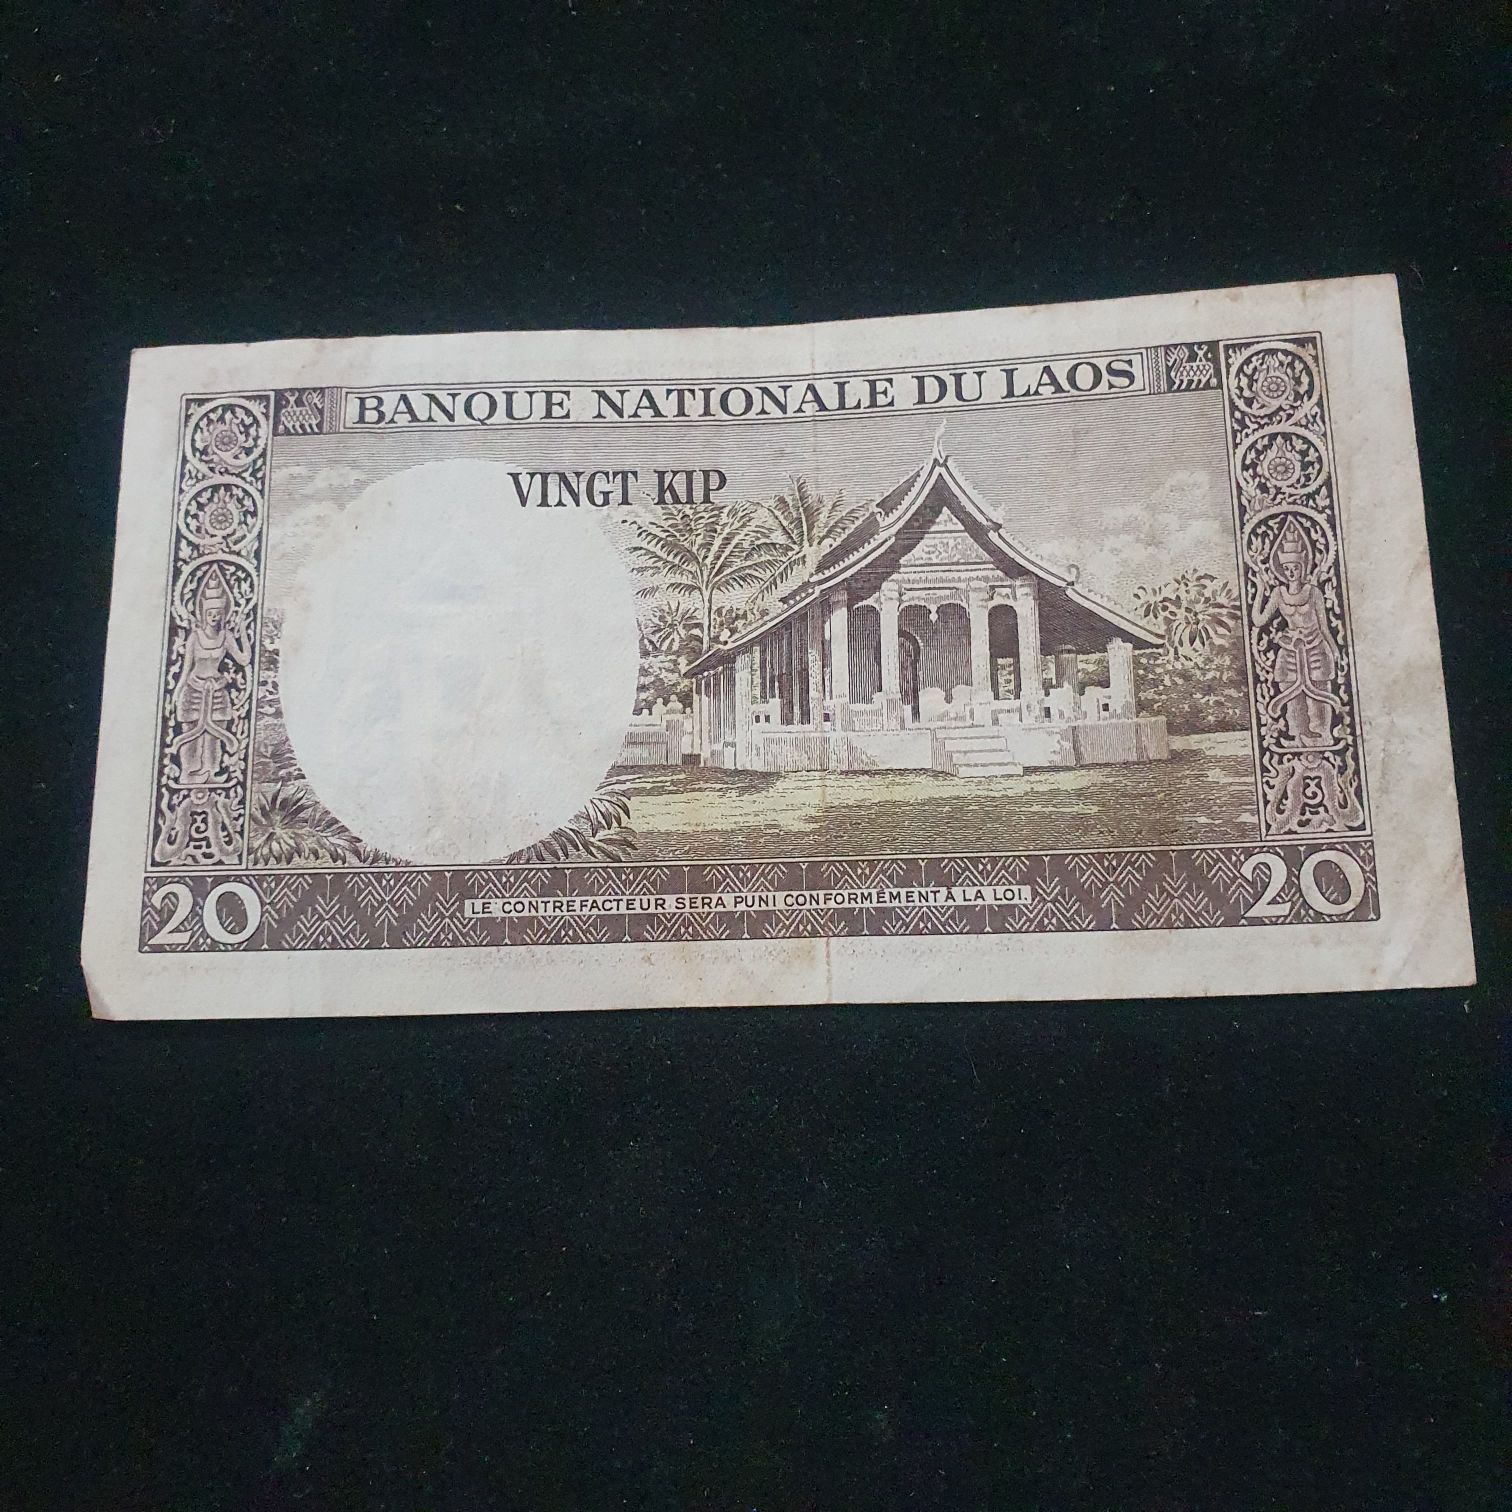 BANQUE NATIONALE DU LAOS
VINGT KIP
LE CONTREFACTEUR SERA PUNI CONFORMÉMENT À LA LOI.
20 20